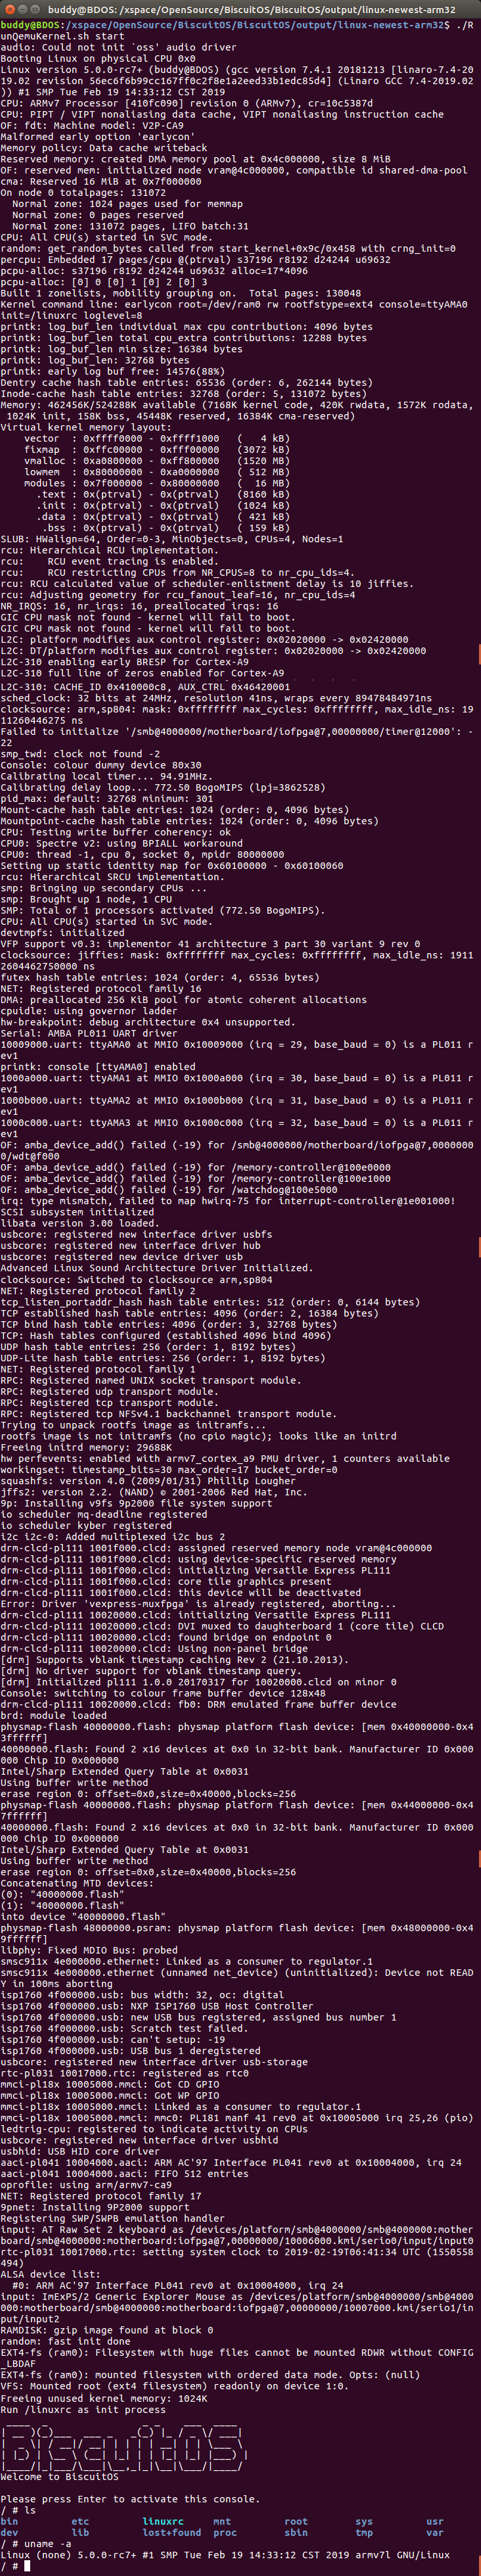 buddy@BDOS: /xspace/OpenSource/BiscuitOS/BiscuitOS/output/linux-newest-arm32
buddy@BDOS:/xspace/OpenSource/BiscuitOS/BiscuitOS/output/linux-newest-arm32$ ./R
unQemuKernel.sh start
audio: Could not init `oss' audio driver
Booting Linux on physical CPU 0x0
Linux version 5.0.0-rc7+ (buddy@BDOS) (gcc version 7.4.1 20181213 [linaro-7.4-20
19.02 revision 56ec6f6b99cc167ff0c2f8e1a2eed33b1edc85d4] (Linaro GCC 7.4-2019.02
)) #1 SMP Tue Feb 19 14:33:12 CST 2019
CPU: ARMv7 Processor [410fc090] revision 0 (ARMv7), cr=10c5387d
CPU: PIPT / VIPT nonaliasing data cache, VIPT nonaliasing instruction cache
OF: fdt: Machine model: V2P-CA9
Malformed early option 'earlycon'
Memory policy: Data cache writeback
Reserved memory: created DMA memory pool at 0x4c000000, size 8 MiB
OF: reserved mem: initialized node vram@4c000000, compatible id shared-dma-pool
cma: Reserved 16 MiB at 0x7f000000
On node 0 totalpages: 131072
  Normal zone: 1024 pages used for memmap
  Normal zone: 0 pages reserved
  Normal zone: 131072 pages, LIFO batch:31
CPU: All CPU(s) started in SVC mode.
random: get_random_bytes called from start_kernel+0x9c/0x458 with crng_init=0
percpu: Embedded 17 pages/cpu @(ptrval) s37196 r8192 d24244 u69632
pcpu-alloc: s37196 r8192 d24244 u69632 alloc=17*4096
pcpu-alloc: [0] 0 [0] 1 [0] 2 [0] 3
Built 1 zonelists, mobility grouping on.  Total pages: 130048
Kernel command line: earlycon root=/dev/ram0 rw rootfstype=ext4 console=ttyAMA0
init=/linuxrc loglevel=8
printk: log_buf_len individual max cpu contribution: 4096 bytes
printk: log_buf_len total cpu_extra contributions: 12288 bytes
printk: log_buf_len min size: 16384 bytes
printk: log_buf_len: 32768 bytes
printk: early log buf free: 14576(88%)
Dentry cache hash table entries: 65536 (order: 6, 262144 bytes)
Inode-cache hash table entries: 32768 (order: 5, 131072 bytes)
Memory: 462456K/524288K available (7168K kernel code, 420K rwdata, 1572K rodata,
 1024K init, 158K bss, 45448K reserved, 16384K cma-reserved)
Virtual kernel memory layout:
    vector  : 0xffff0000 - 0xffff1000   (   4 kB)
    fixmap  : 0xffc00000 - 0xfff00000   (3072 kB)
    vmalloc : 0xa0800000 - 0xff800000   (1520 MB)
    lowmem  : 0x80000000 - 0xa0000000   ( 512 MB)
    modules : 0x7f000000 - 0x80000000   (  16 MB)
      .text : 0x(ptrval) - 0x(ptrval)   (8160 kB)
      .init : 0x(ptrval) - 0x(ptrval)   (1024 kB)
      .data : 0x(ptrval) - 0x(ptrval)   ( 421 kB)
       .bss : 0x(ptrval) - 0x(ptrval)   ( 159 kB)
SLUB: HWalign=64, Order=0-3, MinObjects=0, CPUs=4, Nodes=1
rcu: Hierarchical RCU implementation.
rcu:    RCU event tracing is enabled.
rcu:    RCU restricting CPUs from NR_CPUS=8 to nr_cpu_ids=4.
rcu: RCU calculated value of scheduler-enlistment delay is 10 jiffies.
rcu: Adjusting geometry for rcu_fanout_leaf=16, nr_cpu_ids=4
NR_IRQS: 16, nr_irqs: 16, preallocated irqs: 16
GIC CPU mask not found - kernel will fail to boot.
GIC CPU mask not found - kernel will fail to boot.
L2C: platform modifies aux control register: 0x02020000 -> 0x02420000
L2C: DT/platform modifies aux control register: 0x02020000 -> 0x02420000
L2C-310 enabling early BRESP for Cortex-A9
L2C-310 full line of zeros enabled for Cortex-A9
L2C-310: CACHE_ID 0x410000c8, AUX_CTRL 0x46420001
sched_clock: 32 bits at 24MHz, resolution 41ns, wraps every 89478484971ns
clocksource: arm,sp804: mask: 0xffffffff max_cycles: 0xffffffff, max_idle_ns: 19
11260446275 ns
Failed to initialize '/smb@4000000/motherboard/iofpga@7,00000000/timer@12000': -
22
smp_twd: clock not found -2
Console: colour dummy device 80x30
Calibrating local timer... 94.91MHz.
Calibrating delay loop... 772.50 BogoMIPS (lpj=3862528)
pid_max: default: 32768 minimum: 301
Mount-cache hash table entries: 1024 (order: 0, 4096 bytes)
Mountpoint-cache hash table entries: 1024 (order: 0, 4096 bytes)
CPU: Testing write buffer coherency: ok
CPU0: Spectre v2: using BPIALL workaround
CPU0: thread -1, cpu 0, socket 0, mpidr 80000000
Setting up static identity map for 0x60100000 - 0x60100060
rcu: Hierarchical SRCU implementation.
smp: Bringing up secondary CPUs ...
smp: Brought up 1 node, 1 CPU
SMP: Total of 1 processors activated (772.50 BogoMIPS).
CPU: All CPU(s) started in SVC mode.
devtmpfs: initialized
VFP support v0.3: implementor 41 architecture 3 part 30 variant 9 rev 0
clocksource: jiffies: mask: 0xffffffff max_cycles: 0xffffffff, max_idle_ns: 1911
2604462750000 ns
futex hash table entries: 1024 (order: 4, 65536 bytes)
NET: Registered protocol family 16
DMA: preallocated 256 KiB pool for atomic coherent allocations
cpuidle: using governor ladder
hw-breakpoint: debug architecture 0x4 unsupported.
Serial: AMBA PL011 UART driver
10009000.uart: ttyAMA0 at MMIO 0x10009000 (irq = 29, base_baud = 0) is a PL011 r
ev1
printk: console [ttyAMA0] enabled
1000a000.uart: ttyAMA1 at MMIO 0x1000a000 (irq = 30, base_baud = 0) is a PL011 r
ev1
1000b000.uart: ttyAMA2 at MMIO 0x1000b000 (irq = 31, base_baud = 0) is a PL011 r
ev1
1000c000.uart: ttyAMA3 at MMIO 0x1000c000 (irq = 32, base_baud = 0) is a PL011 r
ev1
OF: amba_device_add() failed (-19) for /smb@4000000/motherboard/iofpga@7,0000000
0/wdt@f000
OF: amba_device_add() failed (-19) for /memory-controller@100e0000
OF: amba_device_add() failed (-19) for /memory-controller@100e1000
OF: amba_device_add() failed (-19) for /watchdog@100e5000
irq: type mismatch, failed to map hwirq-75 for interrupt-controller@1e001000!
SCSI subsystem initialized
libata version 3.00 loaded.
usbcore: registered new interface driver usbfs
usbcore: registered new interface driver hub
usbcore: registered new device driver usb
Advanced Linux Sound Architecture Driver Initialized.
clocksource: Switched to clocksource arm,sp804
NET: Registered protocol family 2
tcp_listen_portaddr_hash hash table entries: 512 (order: 0, 6144 bytes)
TCP established hash table entries: 4096 (order: 2, 16384 bytes)
TCP bind hash table entries: 4096 (order: 3, 32768 bytes)
TCP: Hash tables configured (established 4096 bind 4096)
UDP hash table entries: 256 (order: 1, 8192 bytes)
UDP-Lite hash table entries: 256 (order: 1, 8192 bytes)
NET: Registered protocol family 1
RPC: Registered named UNIX socket transport module.
RPC: Registered udp transport module.
RPC: Registered tcp transport module.
RPC: Registered tcp NFSv4.1 backchannel transport module.
Trying to unpack rootfs image as initramfs...
rootfs image is not initramfs (no cpio magic); looks like an initrd
Freeing initrd memory: 29688K
hw perfevents: enabled with armv7_cortex_a9 PMU driver, 1 counters available
workingset: timestamp_bits=30 max_order=17 bucket_order=0
squashfs: version 4.0 (2009/01/31) Phillip Lougher
jffs2: version 2.2. (NAND) © 2001-2006 Red Hat, Inc.
9p: Installing v9fs 9p2000 file system support
io scheduler mq-deadline registered
io scheduler kyber registered
i2c i2c-0: Added multiplexed i2c bus 2
drm-clcd-pl111 1001f000.clcd: assigned reserved memory node vram@4c000000
drm-clcd-pl111 1001f000.clcd: using device-specific reserved memory
drm-clcd-pl111 1001f000.clcd: initializing Versatile Express PL111
drm-clcd-pl111 1001f000.clcd: core tile graphics present
drm-clcd-pl111 1001f000.clcd: this device will be deactivated
Error: Driver 'vexpress-muxfpga' is already registered, aborting...
drm-clcd-pl111 10020000.clcd: initializing Versatile Express PL111
drm-clcd-pl111 10020000.clcd: DVI muxed to daughterboard 1 (core tile) CLCD
drm-clcd-pl111 10020000.clcd: found bridge on endpoint 0
drm-clcd-pl111 10020000.clcd: Using non-panel bridge
[drm] Supports vblank timestamp caching Rev 2 (21.10.2013).
[drm] No driver support for vblank timestamp query.
[drm] Initialized pl111 1.0.0 20170317 for 10020000.clcd on minor 0
Console: switching to colour frame buffer device 128x48
drm-clcd-pl111 10020000.clcd: fb0: DRM emulated frame buffer device
brd: module loaded
physmap-flash 40000000.flash: physmap platform flash device: [mem 0x40000000-0x4
3ffffff]
40000000.flash: Found 2 x16 devices at 0x0 in 32-bit bank. Manufacturer ID 0x000
000 Chip ID 0x000000
Intel/Sharp Extended Query Table at 0x0031
Using buffer write method
erase region 0: offset=0x0,size=0x40000,blocks=256
physmap-flash 40000000.flash: physmap platform flash device: [mem 0x44000000-0x4
7ffffff]
40000000.flash: Found 2 x16 devices at 0x0 in 32-bit bank. Manufacturer ID 0x000
000 Chip ID 0x000000
Intel/Sharp Extended Query Table at 0x0031
Using buffer write method
erase region 0: offset=0x0,size=0x40000,blocks=256
Concatenating MTD devices:
(0): "40000000.flash"
(1): "40000000.flash"
into device "40000000.flash"
physmap-flash 48000000.psram: physmap platform flash device: [mem 0x48000000-0x4
9ffffff]
libphy: Fixed MDIO Bus: probed
smsc911x 4e000000.ethernet: Linked as a consumer to regulator.1
smsc911x 4e000000.ethernet (unnamed net_device) (uninitialized): Device not READ
Y in 100ms aborting
isp1760 4f000000.usb: bus width: 32, oc: digital
isp1760 4f000000.usb: NXP ISP1760 USB Host Controller
isp1760 4f000000.usb: new USB bus registered, assigned bus number 1
isp1760 4f000000.usb: Scratch test failed.
isp1760 4f000000.usb: can't setup: -19
isp1760 4f000000.usb: USB bus 1 deregistered
usbcore: registered new interface driver usb-storage
rtc-pl031 10017000.rtc: registered as rtc0
mmci-pl18x 10005000.mmci: Got CD GPIO
mmci-pl18x 10005000.mmci: Got WP GPIO
mmci-pl18x 10005000.mmci: Linked as a consumer to regulator.1
mmci-pl18x 10005000.mmci: mmc0: PL181 manf 41 rev0 at 0x10005000 irq 25,26 (pio)
ledtrig-cpu: registered to indicate activity on CPUs
usbcore: registered new interface driver usbhid
usbhid: USB HID core driver
aaci-pl041 10004000.aaci: ARM AC'97 Interface PL041 rev0 at 0x10004000, irq 24
aaci-pl041 10004000.aaci: FIFO 512 entries
oprofile: using arm/armv7-ca9
NET: Registered protocol family 17
9pnet: Installing 9P2000 support
Registering SWP/SWPB emulation handler
input: AT Raw Set 2 keyboard as /devices/platform/smb@4000000/smb@4000000:mother
board/smb@4000000:motherboard:iofpga@7,00000000/10006000.kmi/serio0/input/input0
rtc-pl031 10017000.rtc: setting system clock to 2019-02-19T06:41:34 UTC (1550558
494)
ALSA device list:
  #0: ARM AC'97 Interface PL041 rev0 at 0x10004000, irq 24
input: ImExPS/2 Generic Explorer Mouse as /devices/platform/smb@4000000/smb@4000
000:motherboard/smb@4000000:motherboard:iofpga@7,00000000/10007000.kmi/serio1/in
put/input2
RAMDISK: gzip image found at block 0
random: fast init done
EXT4-fs (ram0): Filesystem with huge files cannot be mounted RDWR without CONFIG
_LBDAF
EXT4-fs (ram0): mounted filesystem with ordered data mode. Opts: (null)
VFS: Mounted root (ext4 filesystem) readonly on device 1:0.
Freeing unused kernel memory: 1024K
Run /linuxrc as init process
BiscuitOS
Welcome to BiscuitOS

Please press Enter to activate this console.
/ # ls
bin         etc         linuxrc     mnt         root        sys         usr
dev         lib         lost+found  proc        sbin        tmp         var
/ # uname -a
Linux (none) 5.0.0-rc7+ #1 SMP Tue Feb 19 14:33:12 CST 2019 armv7l GNU/Linux
/ #